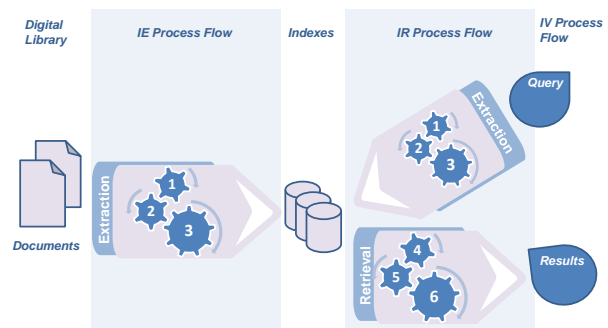 Digital
Library
IE Process Flow
Indexes
IR Process Flow
IV Process
Flow
Query
Extraction
1
2
3
Extraction
1
2
3
Documents
Retrieval
4
5
6
Results